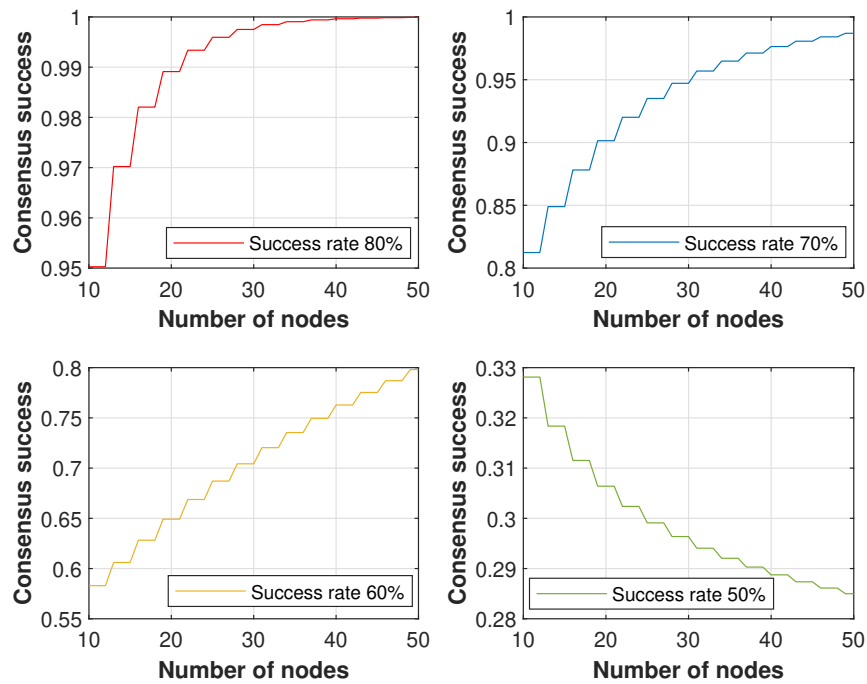 1
0.99
0.98
0.97
0.96
0.95
Consensus success
Success rate 80%
10 20 30 40 50
Number of nodes
1
0.95
0.9
0.85
0.8
Consensus success
Success rate 70%
10 20 30 40 50
Number of nodes
0.8
0.75
0.7
0.65
0.6
0.55
Consensus success
Success rate 60%
10 20 30 40 50
Number of nodes
0.33
0.32
0.31
0.3
0.29
0.28
Consensus success
Success rate 50%
10 20 30 40 50
Number of nodes